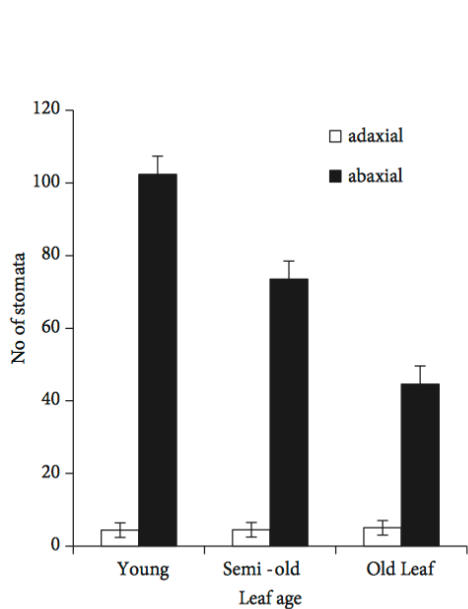 120
100
80
60
40
20
0
No of stomata
adaxial
abaxial
Young Semi - old Old Leaf
Leaf age